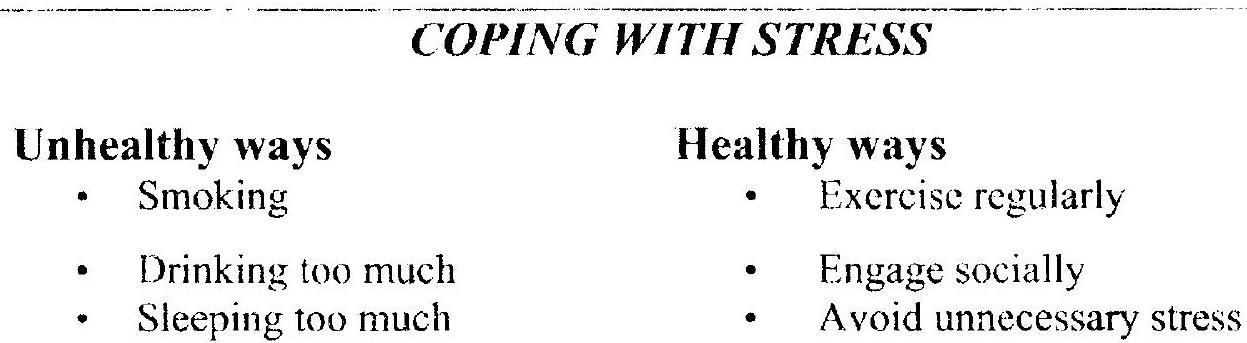 COPING WITH STRESS
Unhealthy ways
• Smoking
• Drinking too much
• Sleeping too much
Healthy ways
• Exercise regularly
• Engage socially
• Avoid unnecessary stress